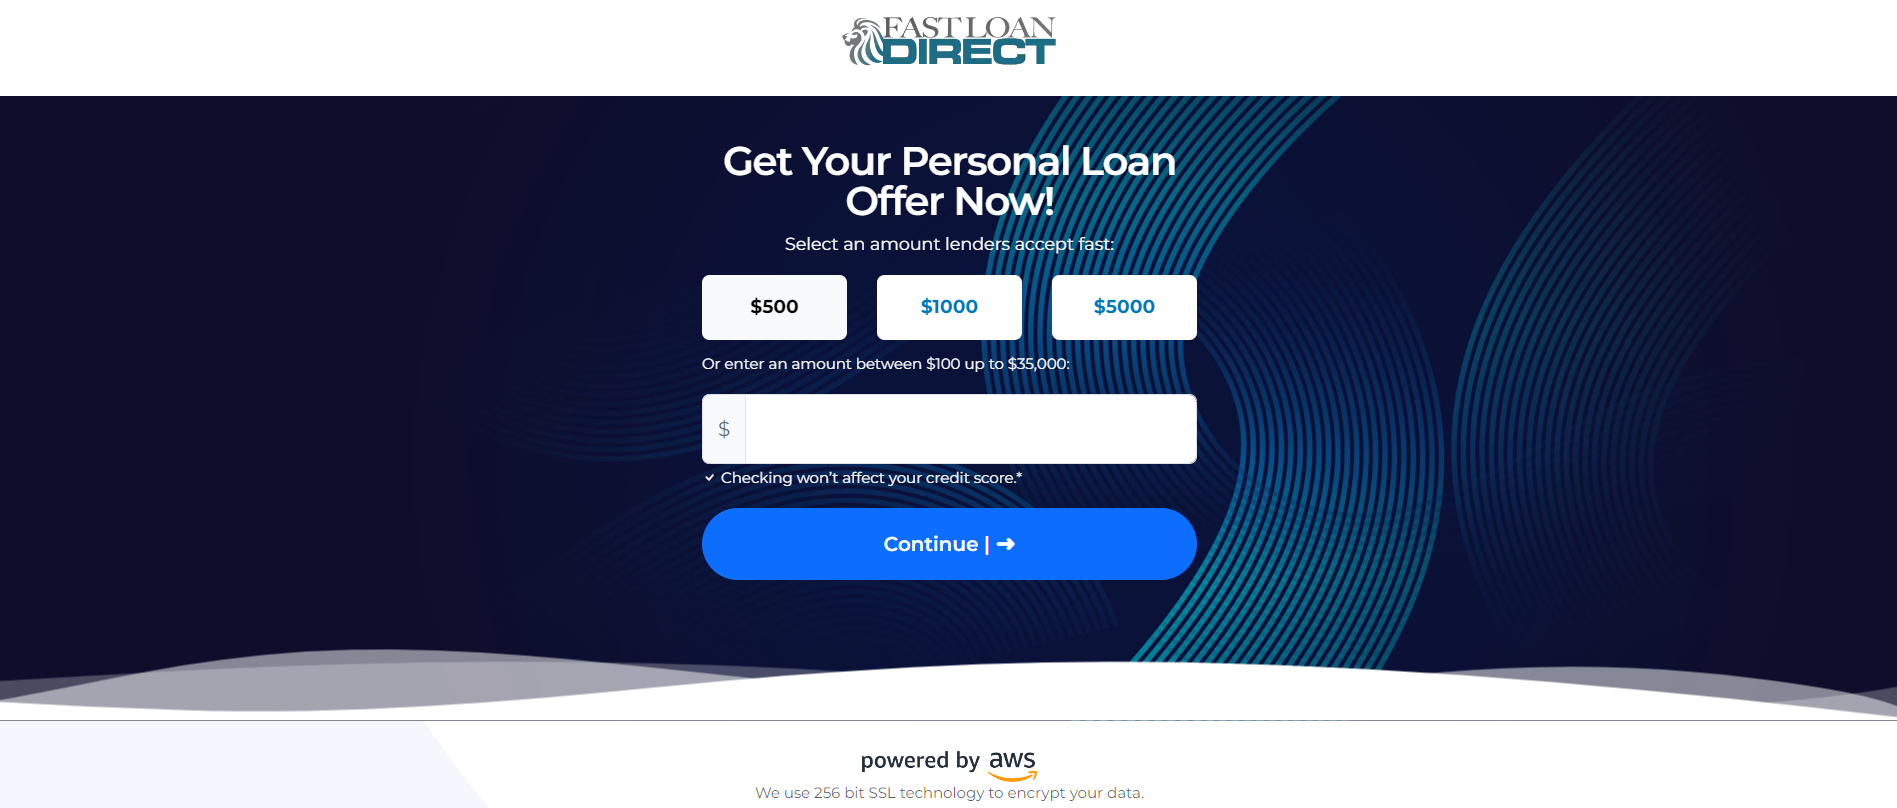 FAST LOAN
DIRECT
Get Your Personal Loan
Offer Now!
Select an amount lenders accept fast:
$500 $1000 $5000
Or enter an amount between $100 up to $35,000:
$
Checking won’t affect your credit score.*
Continue | ➜
powered by aws
We use 256 bit SSL technology to encrypt your data.